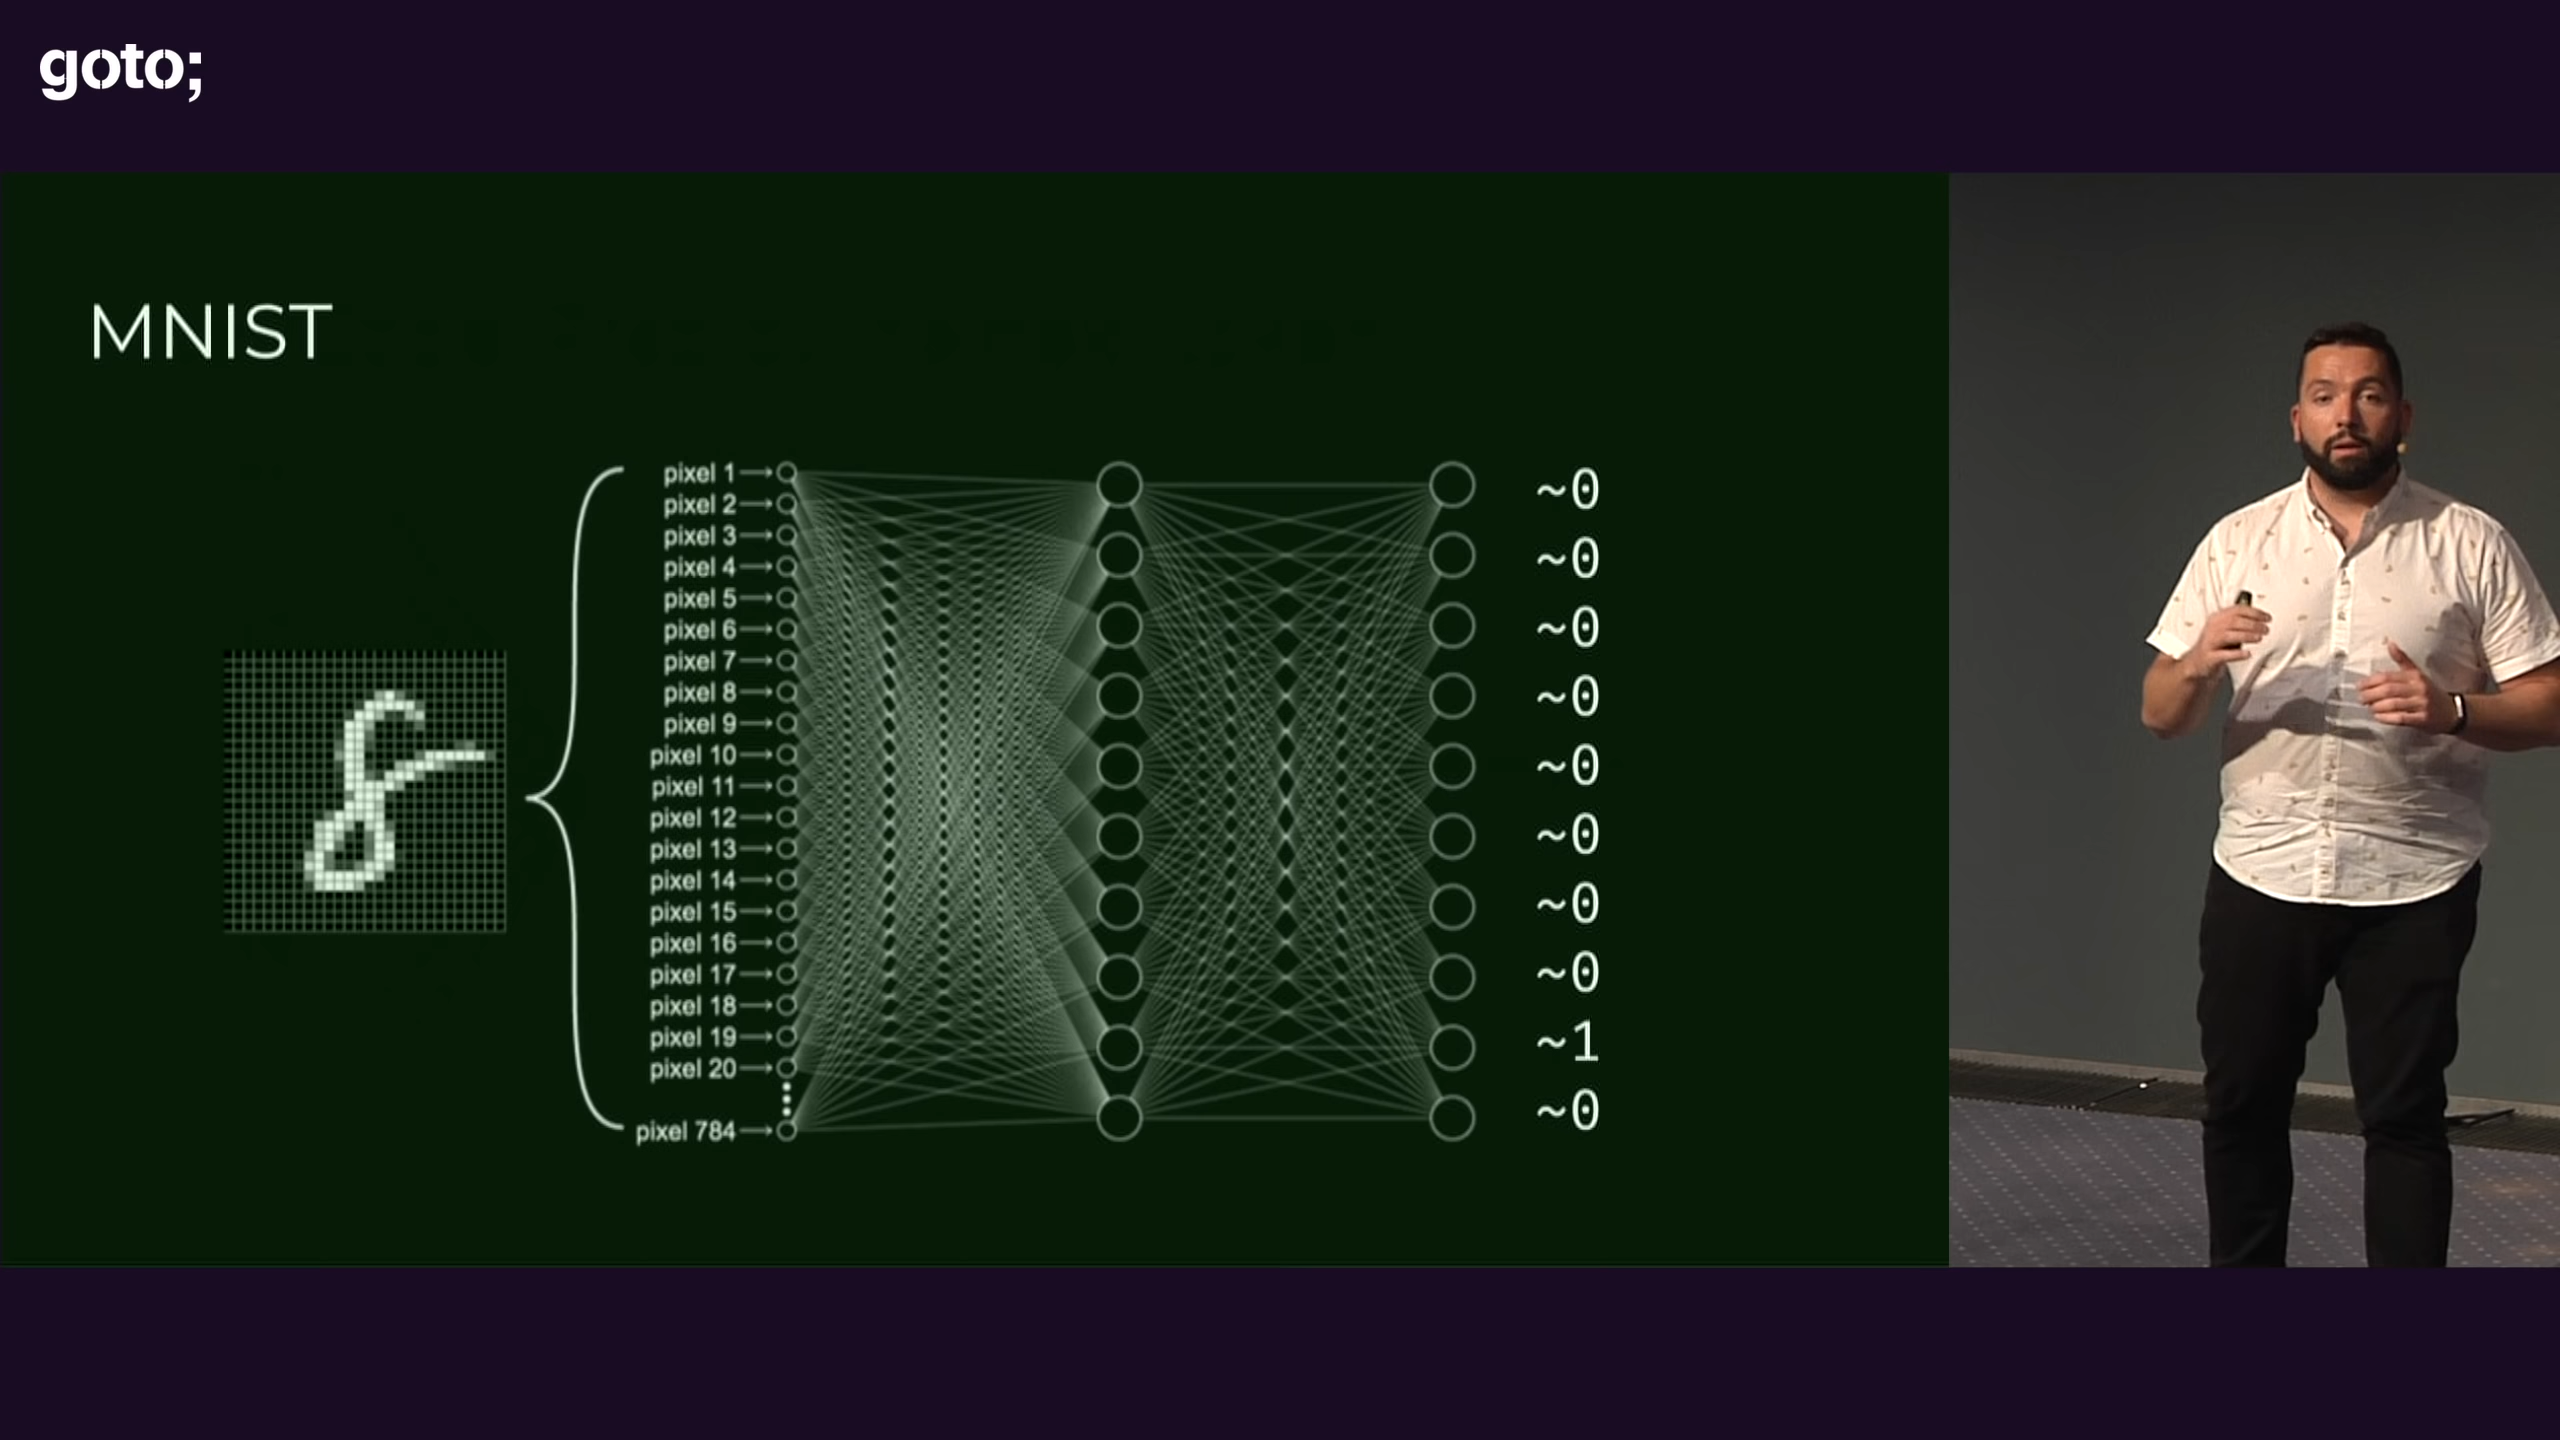 goto;
MNIST
pixel 1
pixel 2
pixel 3
pixel 4
pixel 5
pixel 6
pixel 7
pixel 8
pixel 9
pixel 10
pixel 11
pixel 12
pixel 13
pixel 14
pixel 15
pixel 16
pixel 17
pixel 18
pixel 19
pixel 20
pixel 784
8
~0
~0
~0
~0
~0
~0
~0
~0
~1
~0